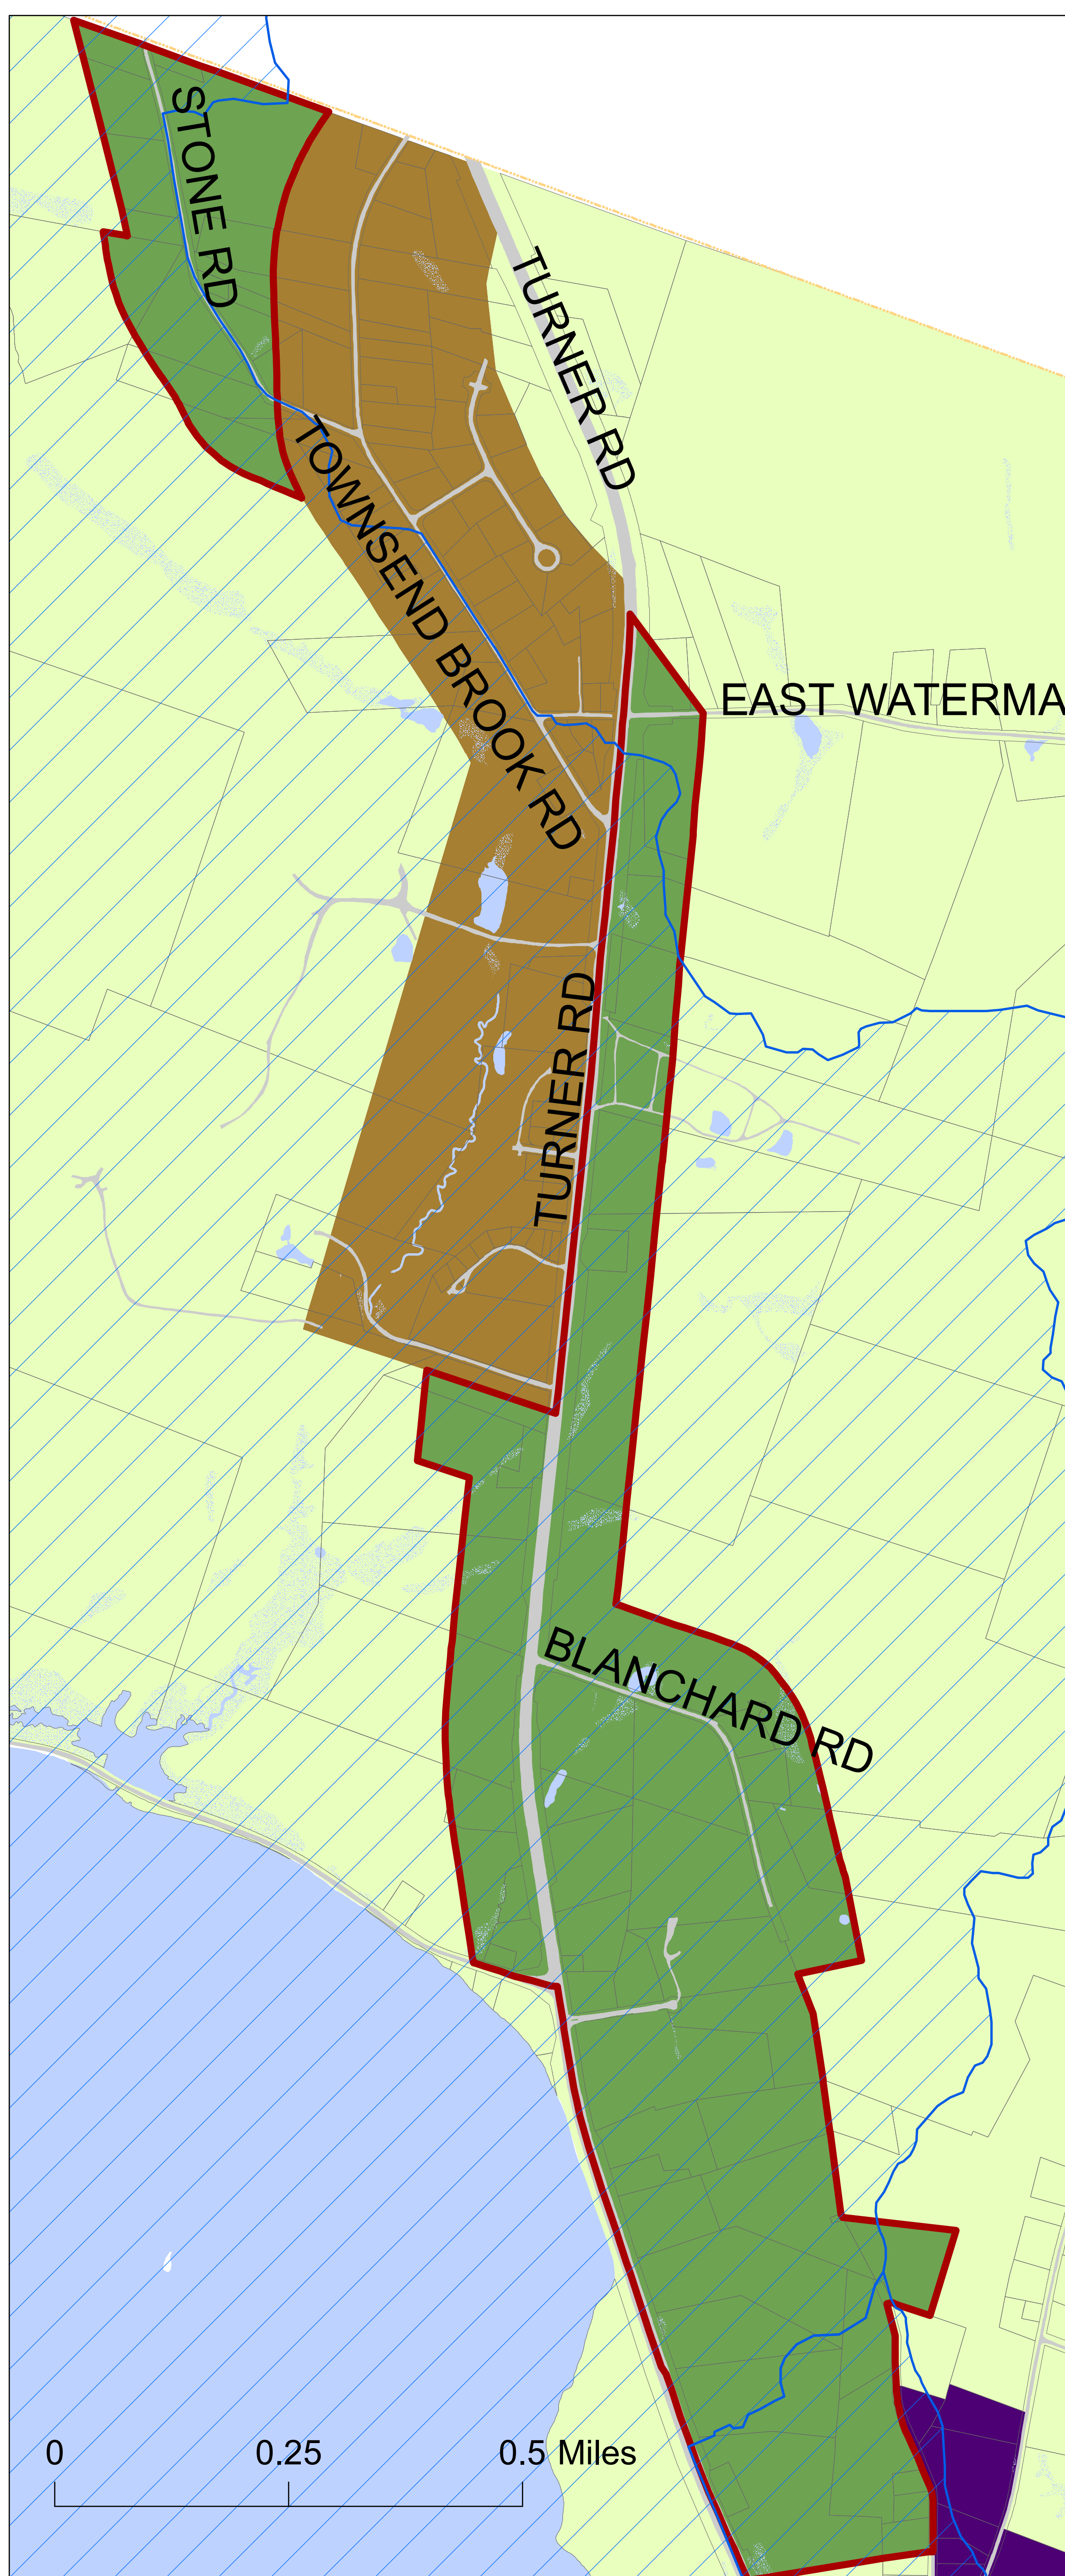 STONE RD
TURNER RD
TOWNSEND BROOK RD
EAST WATERMA
TURNER RD
BLANCHARD RD
0 0.25 0.5 Miles